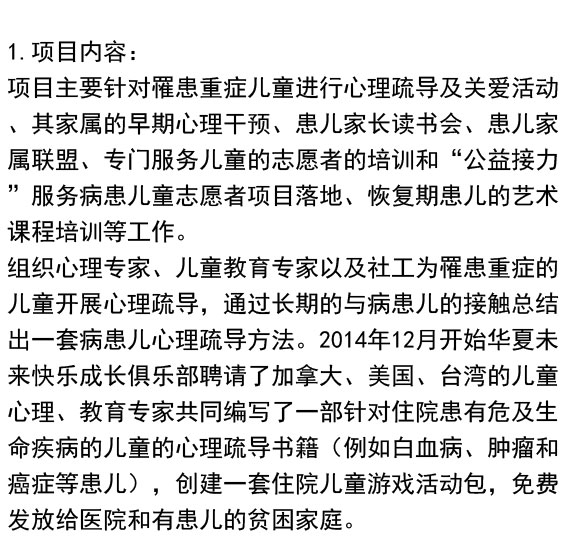 1.项目内容：
项目主要针对罹患重症儿童进行心理疏导及关爱活动
、其家属的早期心理干预、患儿家长读书会、患儿家
属联盟、专门服务儿童的志愿者的培训和“公益接力
”服务病患儿童志愿者项目落地、恢复期患儿的艺术
课程培训等工作。
组织心理专家、儿童教育专家以及社工为罹患重症的
儿童开展心理疏导，通过长期的与病患儿的接触总结
出一套病患儿心理疏导方法。2014年12月开始华夏未
来快乐成长俱乐部聘请了加拿大、美国、台湾的儿童
心理、教育专家共同编写了一部针对住院患有危及生
命疾病的儿童的心理疏导书籍（例如白血病、肿瘤和
癌症等患儿），创建一套住院儿童游戏活动包，免费
发放给医院和有患儿的贫困家庭。